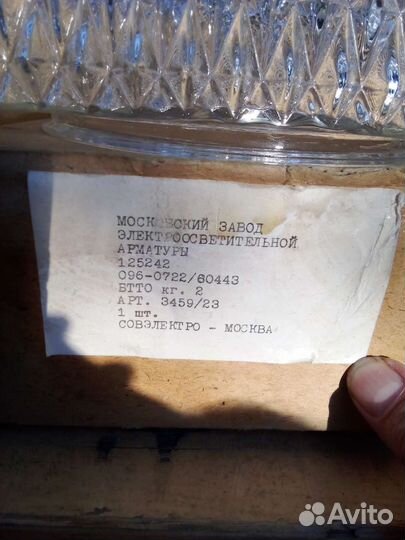 МОСКОВСКИЙ ЗАВОД
ЭЛЕКТРООСВЕТИТЕЛЬНОЙ
АРМАТУРЫ
125242
096-0722/60443
БТТО кг. 2
АРТ. 3459/23
1 шт.
СОВЭЛЕКТРО - МОСКВА
Avito